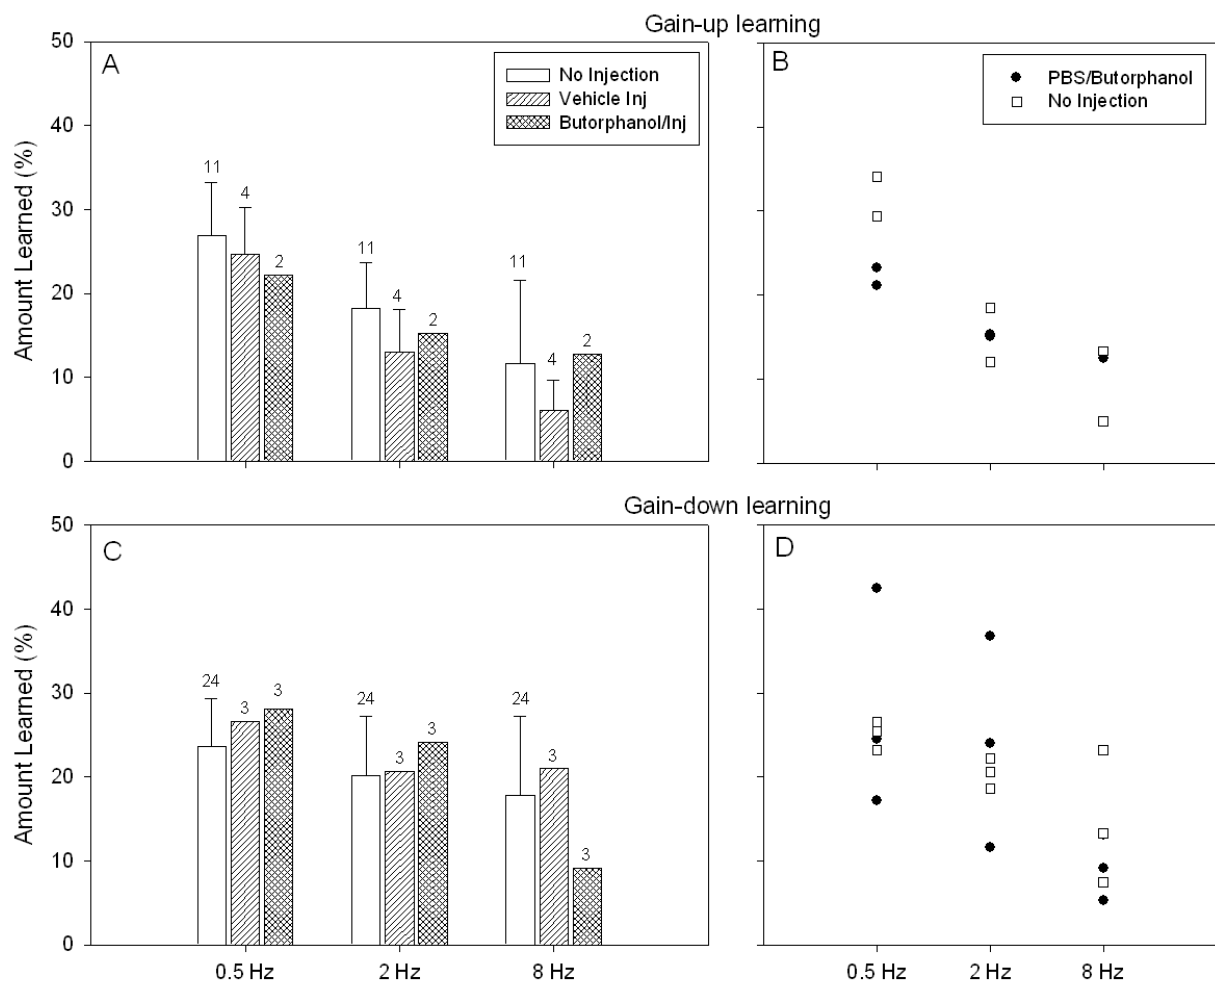 Gain-up learning
A
B
No Injection
Vehicle Inj
Butorphanol/Inj
PBS/Butorphanol
No Injection
Amount Learned (%)
50
40
30
20
10
0
11
4
2
11
4
2
11
4
2
Gain-down learning
C
D
Amount Learned (%)
50
40
30
20
10
0
24
3
3
24
3
3
24
3
3
0.5 Hz
2 Hz
8 Hz
0.5 Hz
2 Hz
8 Hz